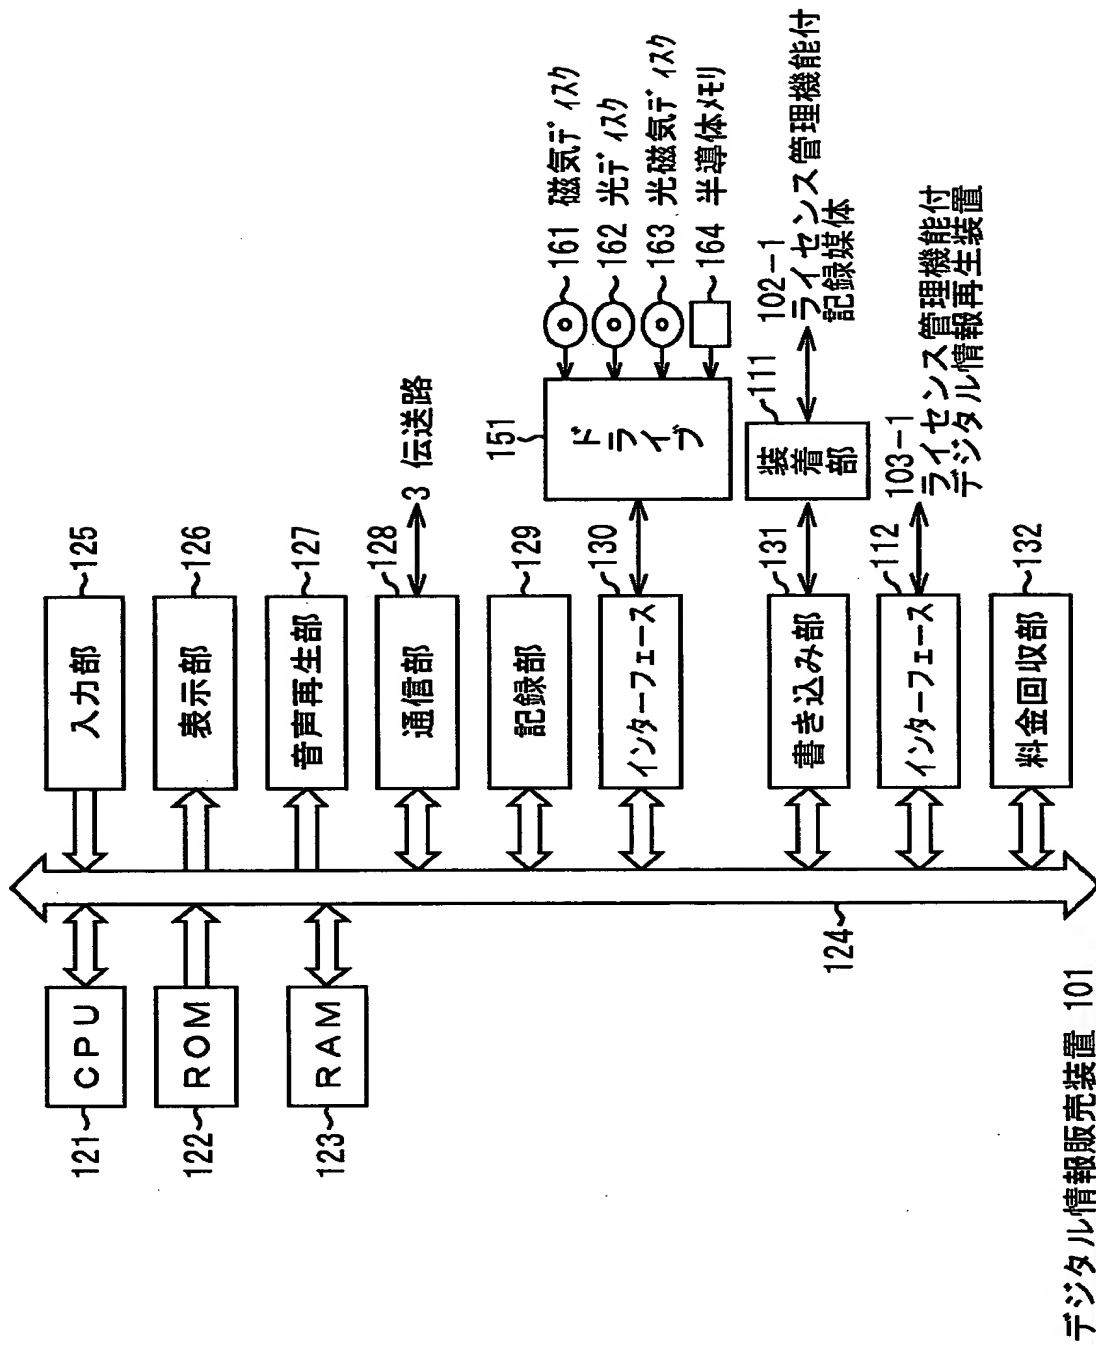 CPU
121
ROM
122
RAM
123
124
入力部
125
表示部
126
音声再生部
127
通信部
128
3 伝送路
記録部
129
インターフェース
130
ドライブ
151
161 磁気ディスク
162 光ディスク
163 光磁気ディスク
164 半導体メモリ
書き込み部
131
装着部
111
102-1
ライセンス管理機能付
記録媒体
インターフェース
112
103-1
ライセンス管理機能付
デジタル情報再生装置
料金回収部
132
デジタル情報販売装置 101